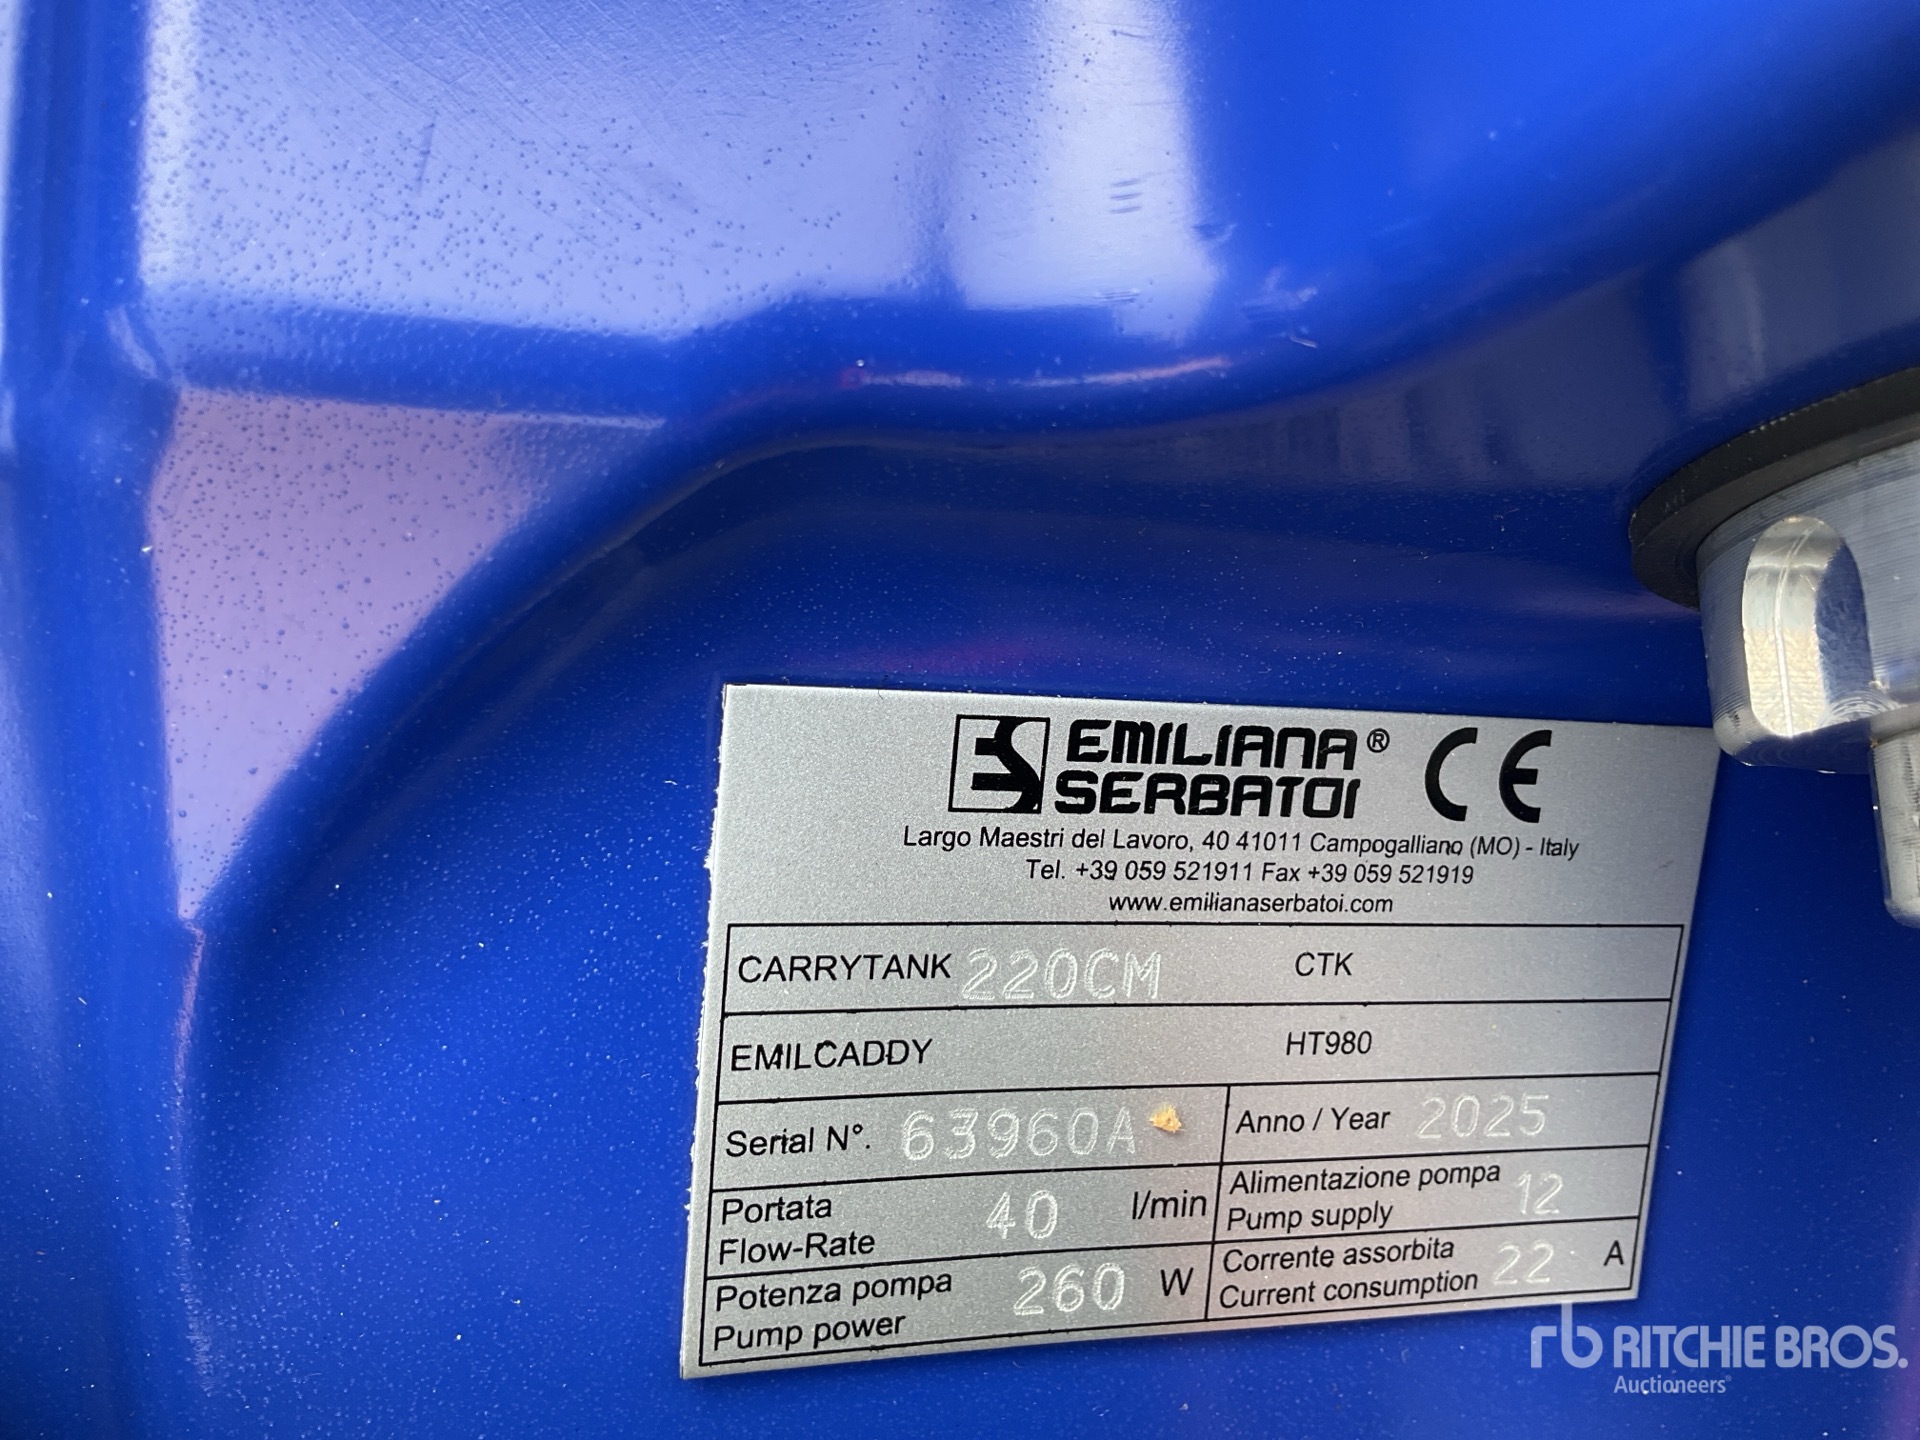 EMILIANA®
SERBATOI
CE
Largo Maestri del Lavoro, 40 41011 Campogalliano (MO) - Italy
Tel. +39 059 521911 Fax +39 059 521919
www.emilianaserbatoi.com
CARRYTANK 220CM CTK
EMILCADDY HT980
Serial N°. 63960A Anno / Year 2025
Portata
Flow-Rate 40 l/min
Alimentazione pompa
Pump supply 12
Potenza pompa
Pump power 260 W
Corrente assorbita
Current consumption 22 A
rb RITCHIE BROS.
Auctioneers®